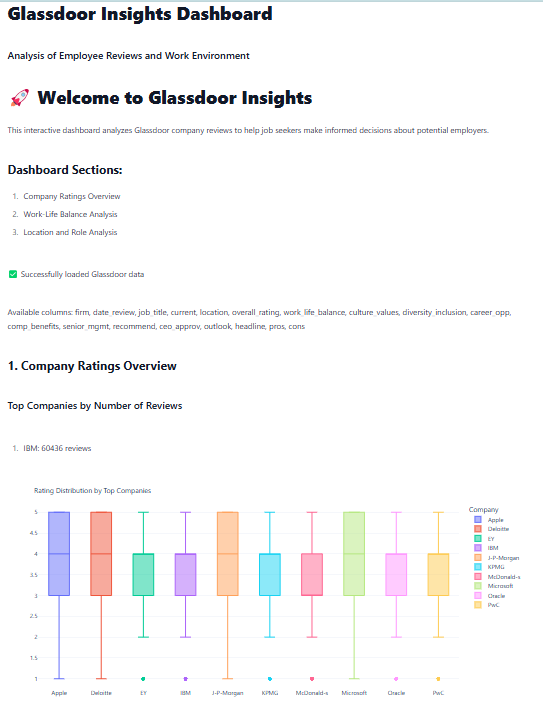 Glassdoor Insights Dashboard
Analysis of Employee Reviews and Work Environment
🚀 Welcome to Glassdoor Insights
This interactive dashboard analyzes Glassdoor company reviews to help job seekers make informed decisions about potential employers.
Dashboard Sections:
1. Company Ratings Overview
2. Work-Life Balance Analysis
3. Location and Role Analysis
✅ Successfully loaded Glassdoor data
Available columns: firm, date_review, job_title, current, location, overall_rating, work_life_balance, culture_values, diversity_inclusion, career_opp,
comp_benefits, senior_mgmt, recommend, ceo_approv, outlook, headline, pros, cons
1. Company Ratings Overview
Top Companies by Number of Reviews
1. IBM: 60436 reviews
Rating Distribution by Top Companies
Company
Apple
Deloitte
EY
IBM
J-P-Morgan
KPMG
McDonald-s
Microsoft
Oracle
PwC
5
4.5
4
3.5
3
2.5
2
1.5
1
Apple Deloitte EY IBM J-P-Morgan KPMG McDonald-s Microsoft Oracle PwC